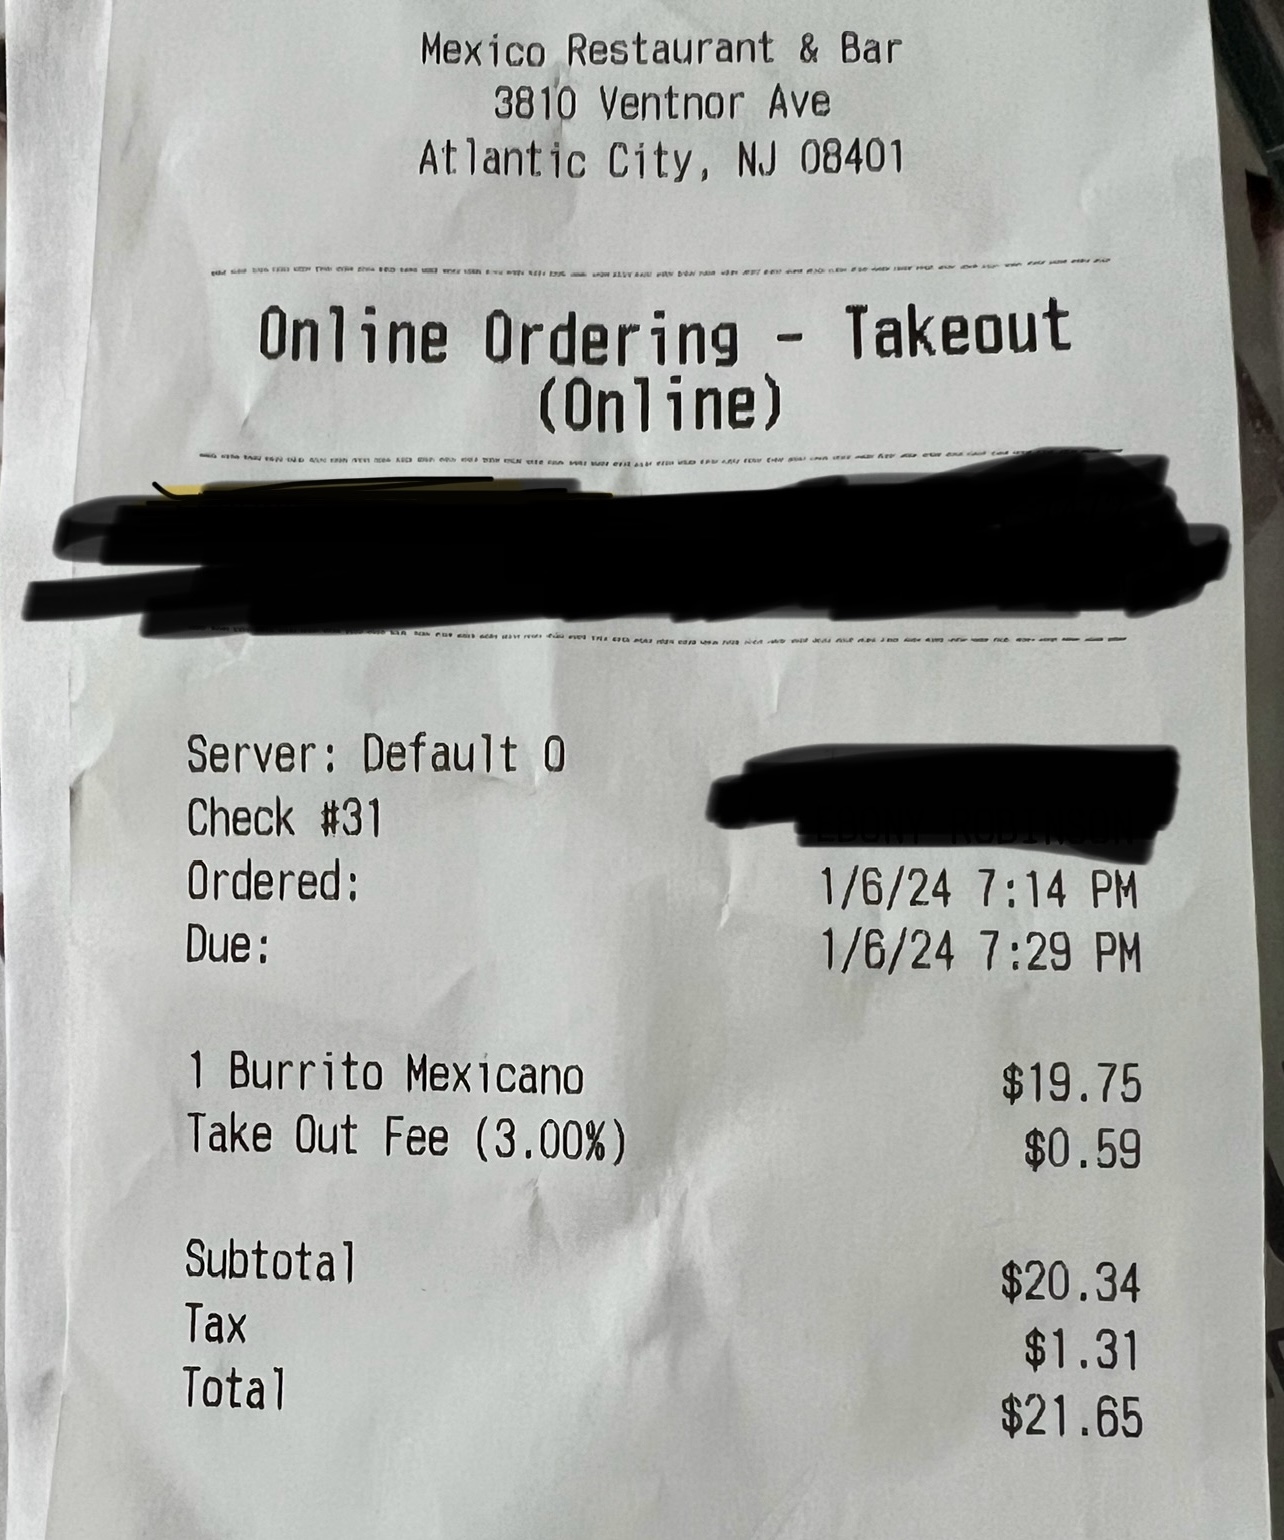 Mexico Restaurant & Bar
3810 Ventnor Ave
Atlantic City, NJ 08401
Online Ordering - Takeout
(Online)
Server: Default O
Check #31
Ordered: 1/6/24 7:14 PM
Due: 1/6/24 7:29 PM
1 Burrito Mexicano $19.75
Take Out Fee (3.00%) $0.59
Subtotal $20.34
Tax $1.31
Total $21.65